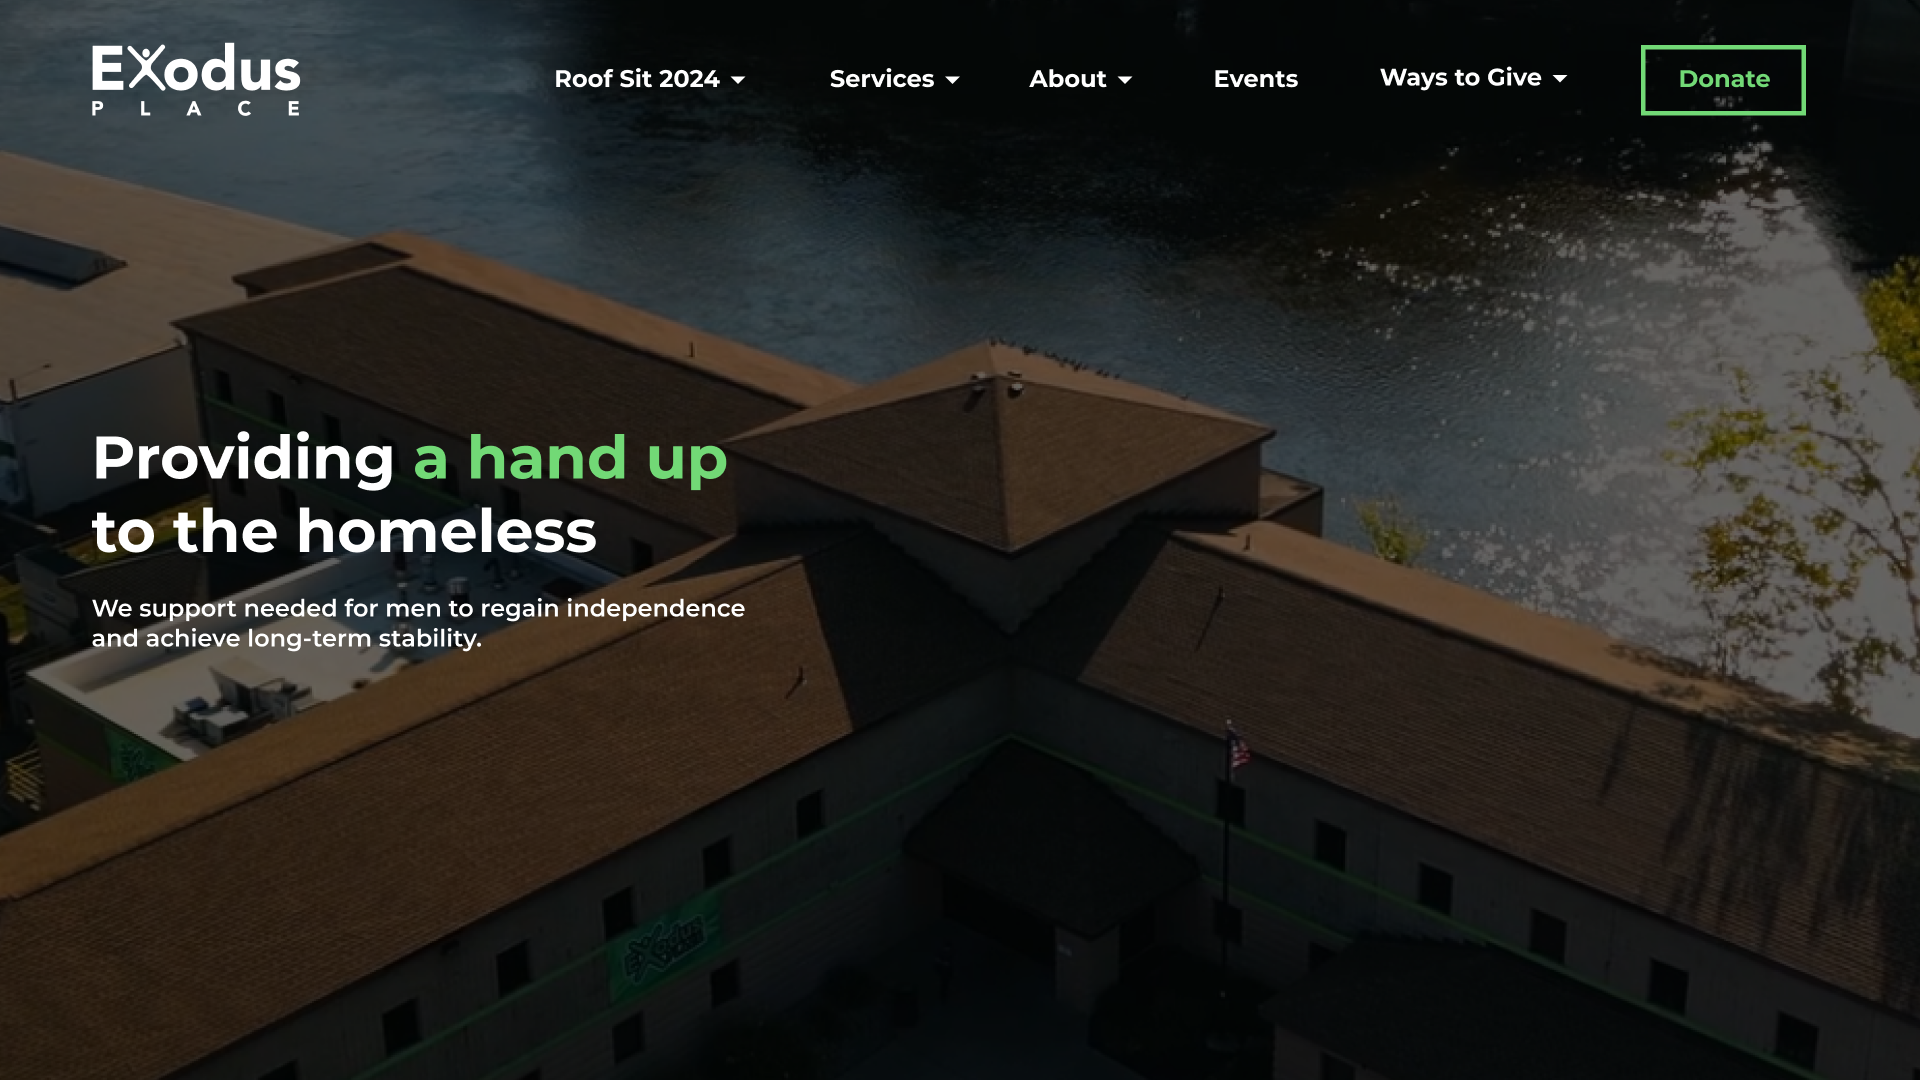 EXodus
PLACE
Roof Sit 2024
Services
About
Events
Ways to Give
Donate
Providing a hand up
to the homeless
We support needed for men to regain independence
and achieve long-term stability.
EXodus